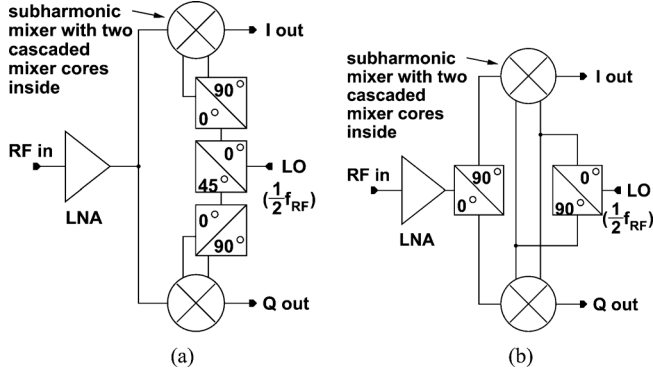 subharmonic
mixer with two
cascaded
mixer cores
inside
I out
90°
0°
RF in
LNA
0°
45°
LO
(1/2 fRF)
0°
90°
Q out
(a)
subharmonic
mixer with two
cascaded
mixer cores
inside
I out
RF in
LNA
90°
0°
0°
90°
LO
(1/2 fRF)
Q out
(b)